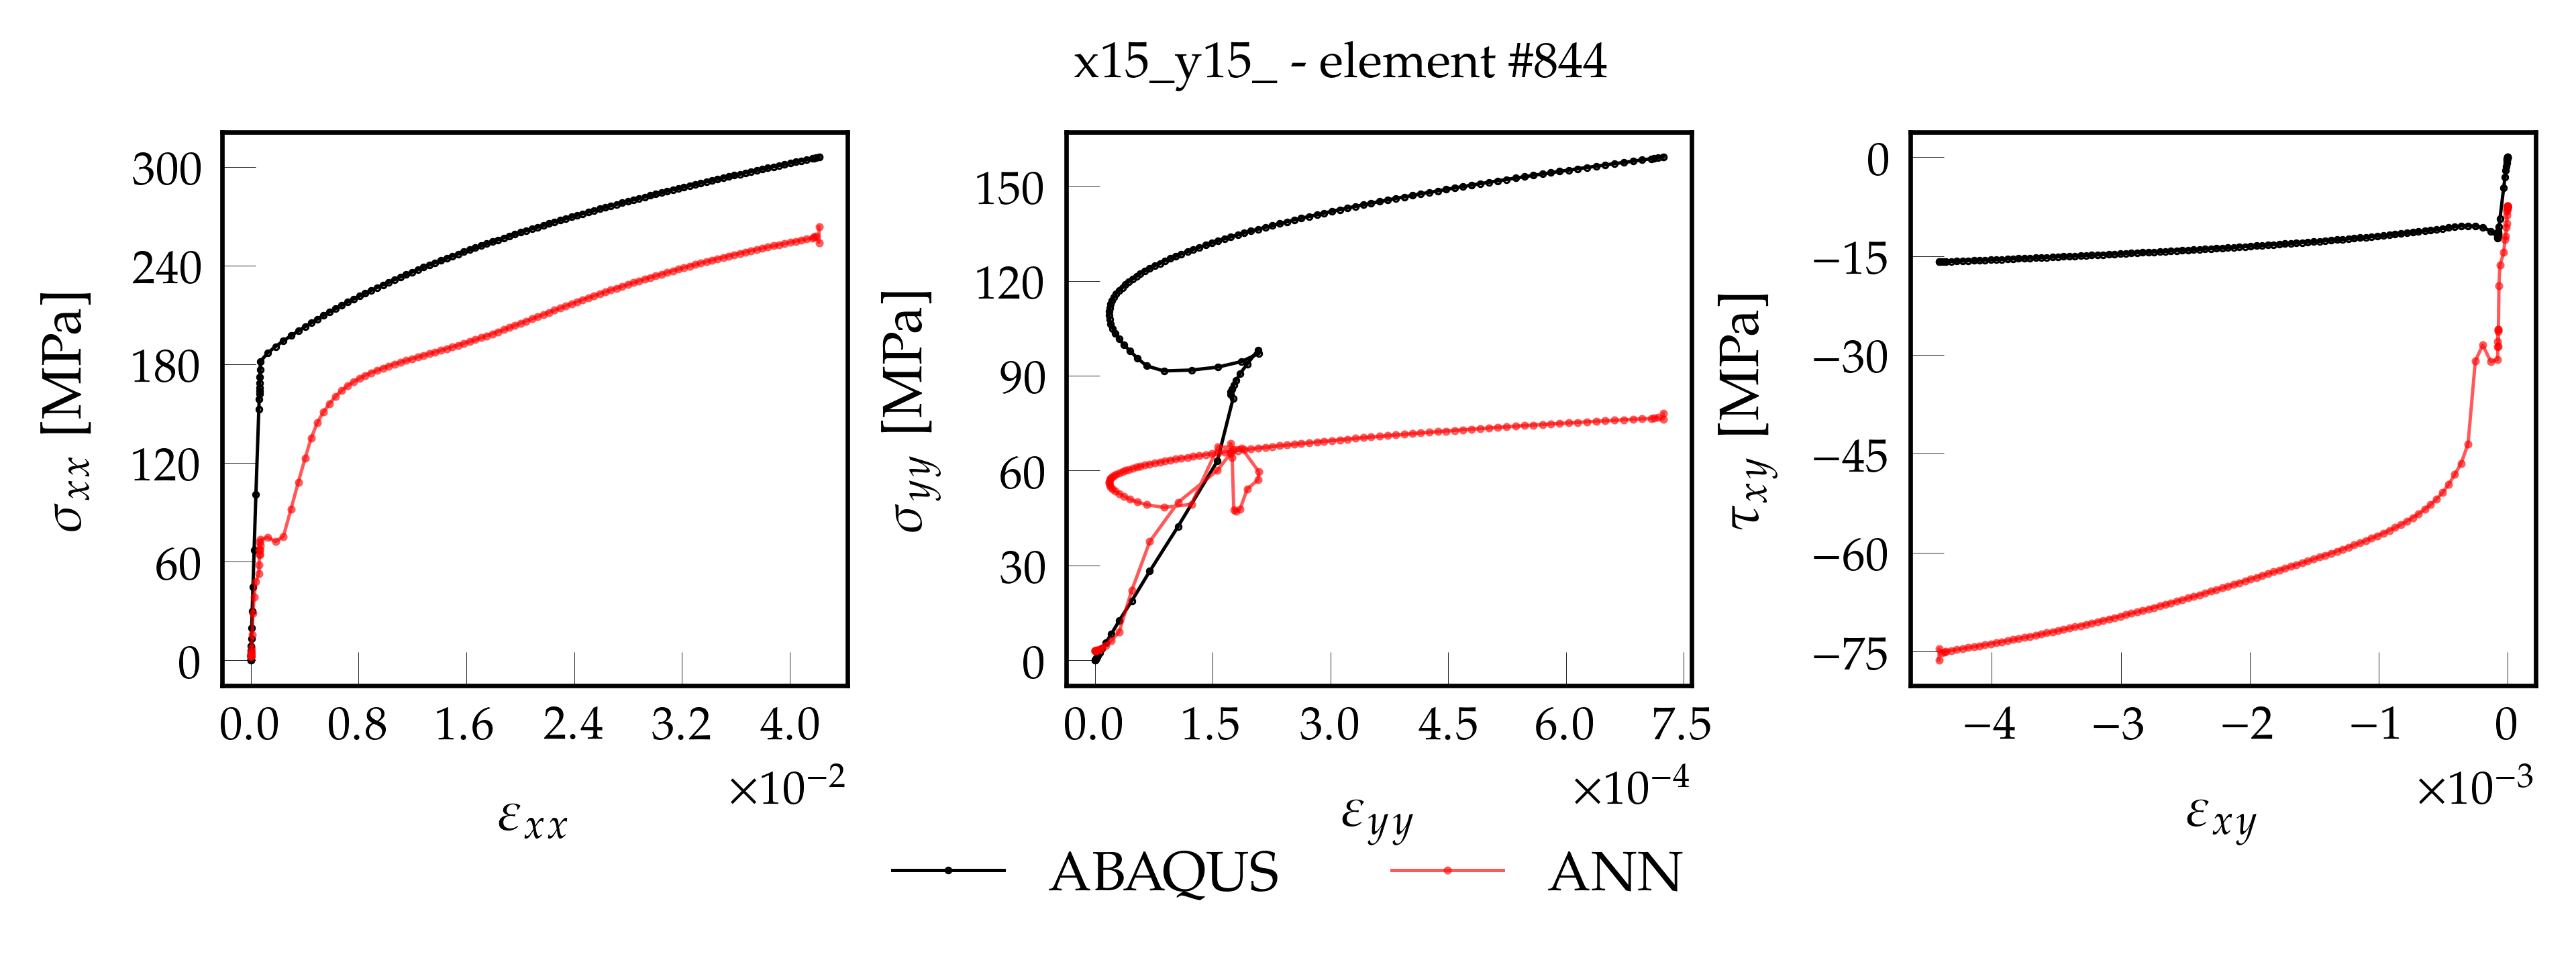 x15_y15_ - element #844
σxx [MPa]
300
240
180
120
60
0
0.0 0.8 1.6 2.4 3.2 4.0
×10−2
εxx
σyy [MPa]
150
120
90
60
30
0
0.0 1.5 3.0 4.5 6.0 7.5
×10−4
εyy
τxy [MPa]
0
−15
−30
−45
−60
−75
−4 −3 −2 −1 0
×10−3
εxy
ABAQUS ANN